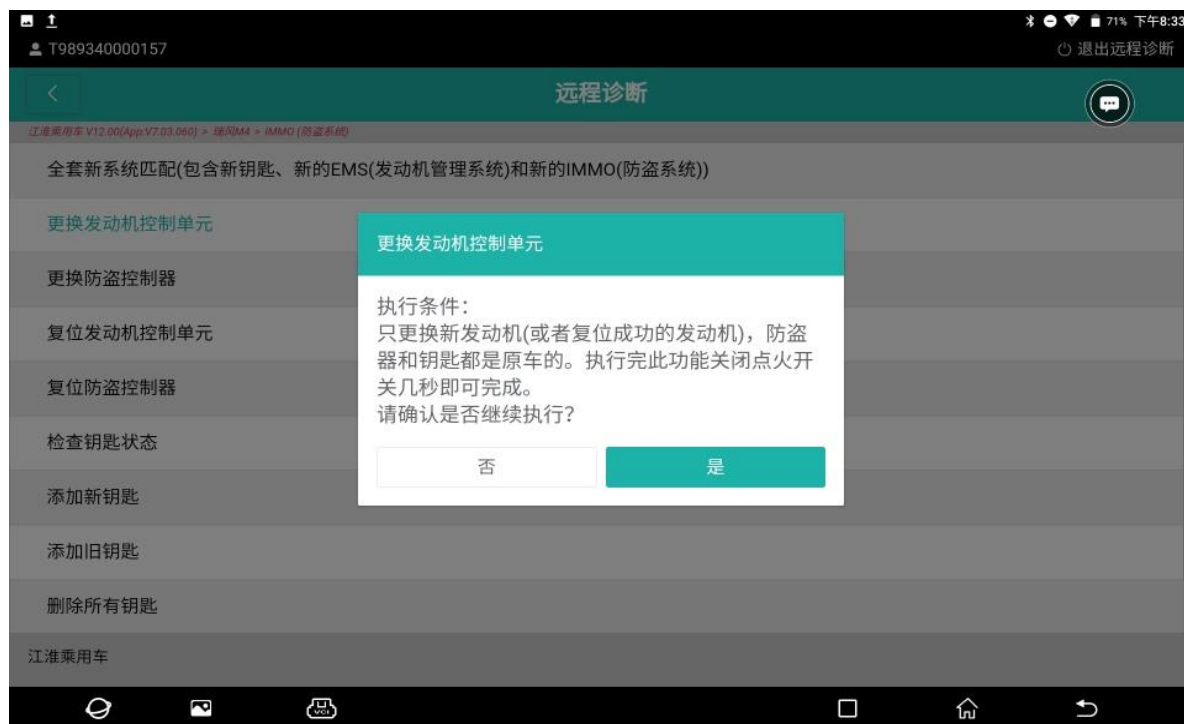 71% 下午8:33
T989340000157
退出远程诊断
远程诊断
江淮乘用车 V12.00(App:V7.03.060) > 瑞风M4 > IMMO (防盗系统)
全套新系统匹配(包含新钥匙、新的EMS(发动机管理系统)和新的IMMO(防盗系统))
更换发动机控制单元
更换防盗控制器
复位发动机控制单元
复位防盗控制器
检查钥匙状态
添加新钥匙
添加旧钥匙
删除所有钥匙
江淮乘用车
更换发动机控制单元
执行条件:
只更换新发动机(或者复位成功的发动机)，防盗
器和钥匙都是原车的。执行完此功能关闭点火开
关几秒即可完成。
请确认是否继续执行?
否
是
VCI